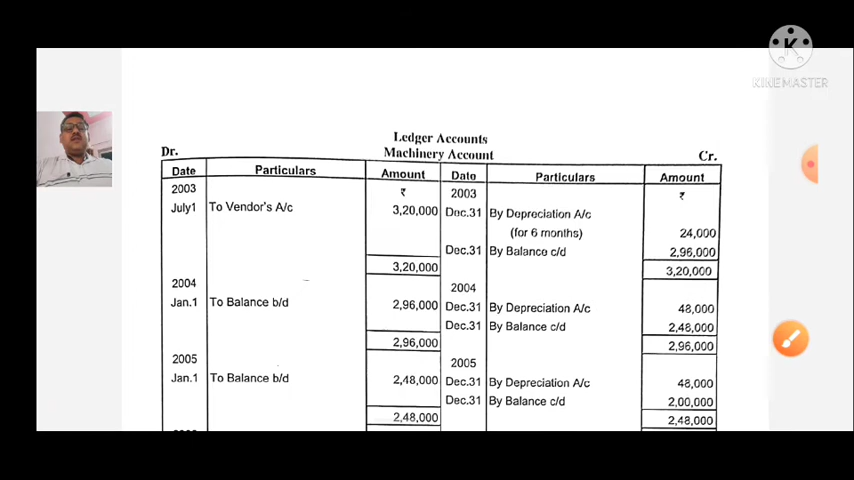 K
KINEMASTER
Ledger Accounts
Dr. Machinery Account Cr.
Date Particulars Amount Date Particulars Amount
2003 ₹ 2003 ₹
July1 To Vendor's A/c 3,20,000 Dec.31 By Depreciation A/c
(for 6 months) 24,000
Dec.31 By Balance c/d 2,96,000
3,20,000 3,20,000
2004 2004
Jan.1 To Balance b/d 2,96,000 Dec.31 By Depreciation A/c 48,000
Dec.31 By Balance c/d 2,48,000
2,96,000 2,96,000
2005 2005
Jan.1 To Balance b/d 2,48,000 Dec.31 By Depreciation A/c 48,000
Dec.31 By Balance c/d 2,00,000
2,48,000 2,48,000